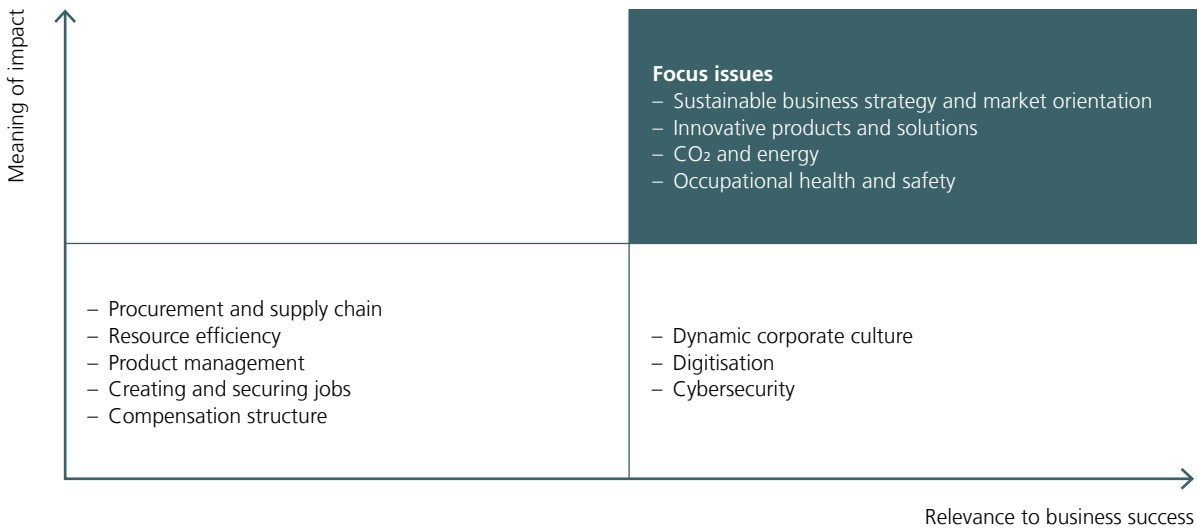 Meaning of impact
Focus issues
– Sustainable business strategy and market orientation
– Innovative products and solutions
– CO₂ and energy
– Occupational health and safety
– Procurement and supply chain
– Resource efficiency
– Product management
– Creating and securing jobs
– Compensation structure
– Dynamic corporate culture
– Digitisation
– Cybersecurity
Relevance to business success